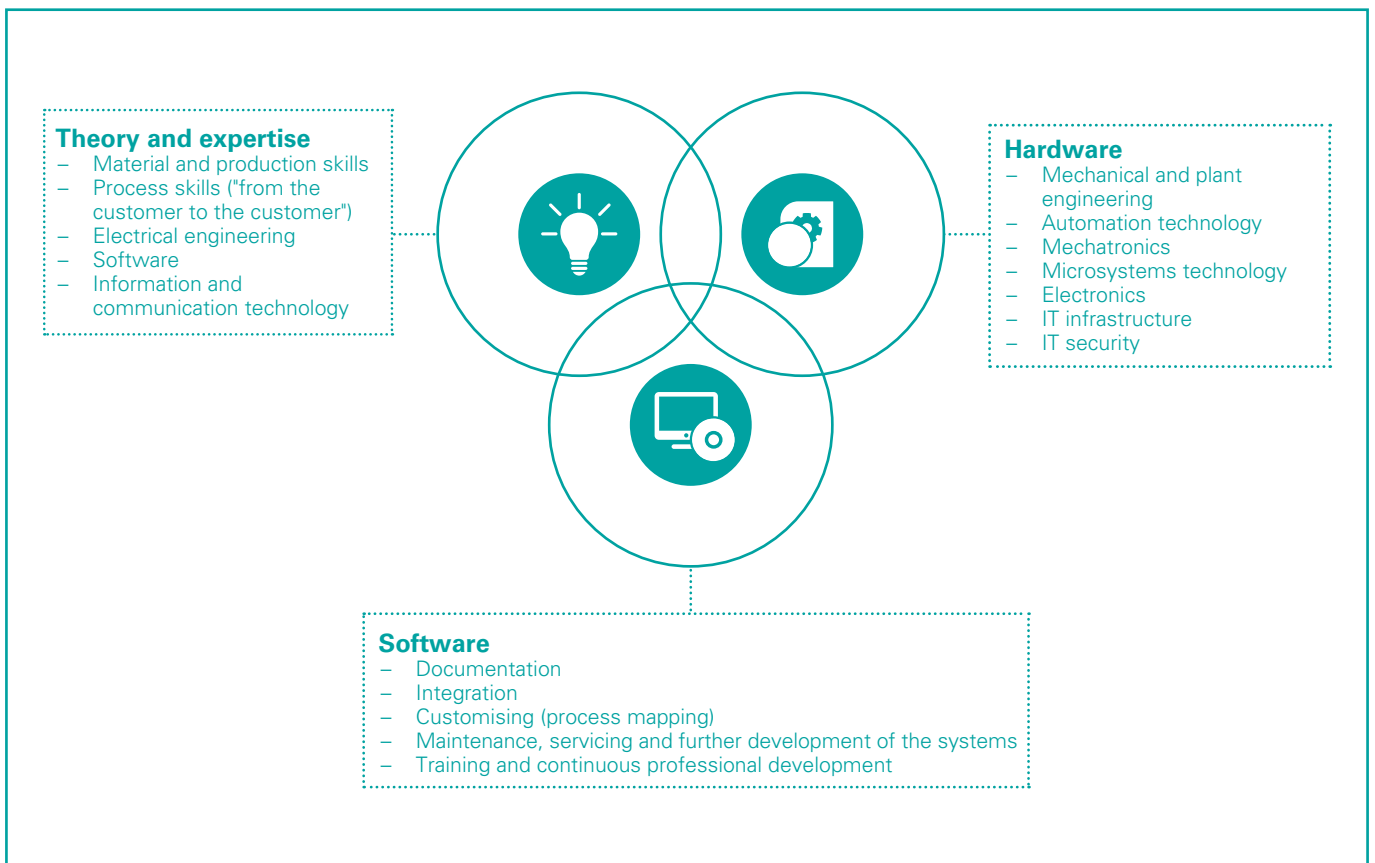 Theory and expertise
– Material and production skills
– Process skills ("from the
customer to the customer")
– Electrical engineering
– Software
– Information and
communication technology
Hardware
– Mechanical and plant
engineering
– Automation technology
– Mechatronics
– Microsystems technology
– Electronics
– IT infrastructure
– IT security
Software
– Documentation
– Integration
– Customising (process mapping)
– Maintenance, servicing and further development of the systems
– Training and continuous professional development